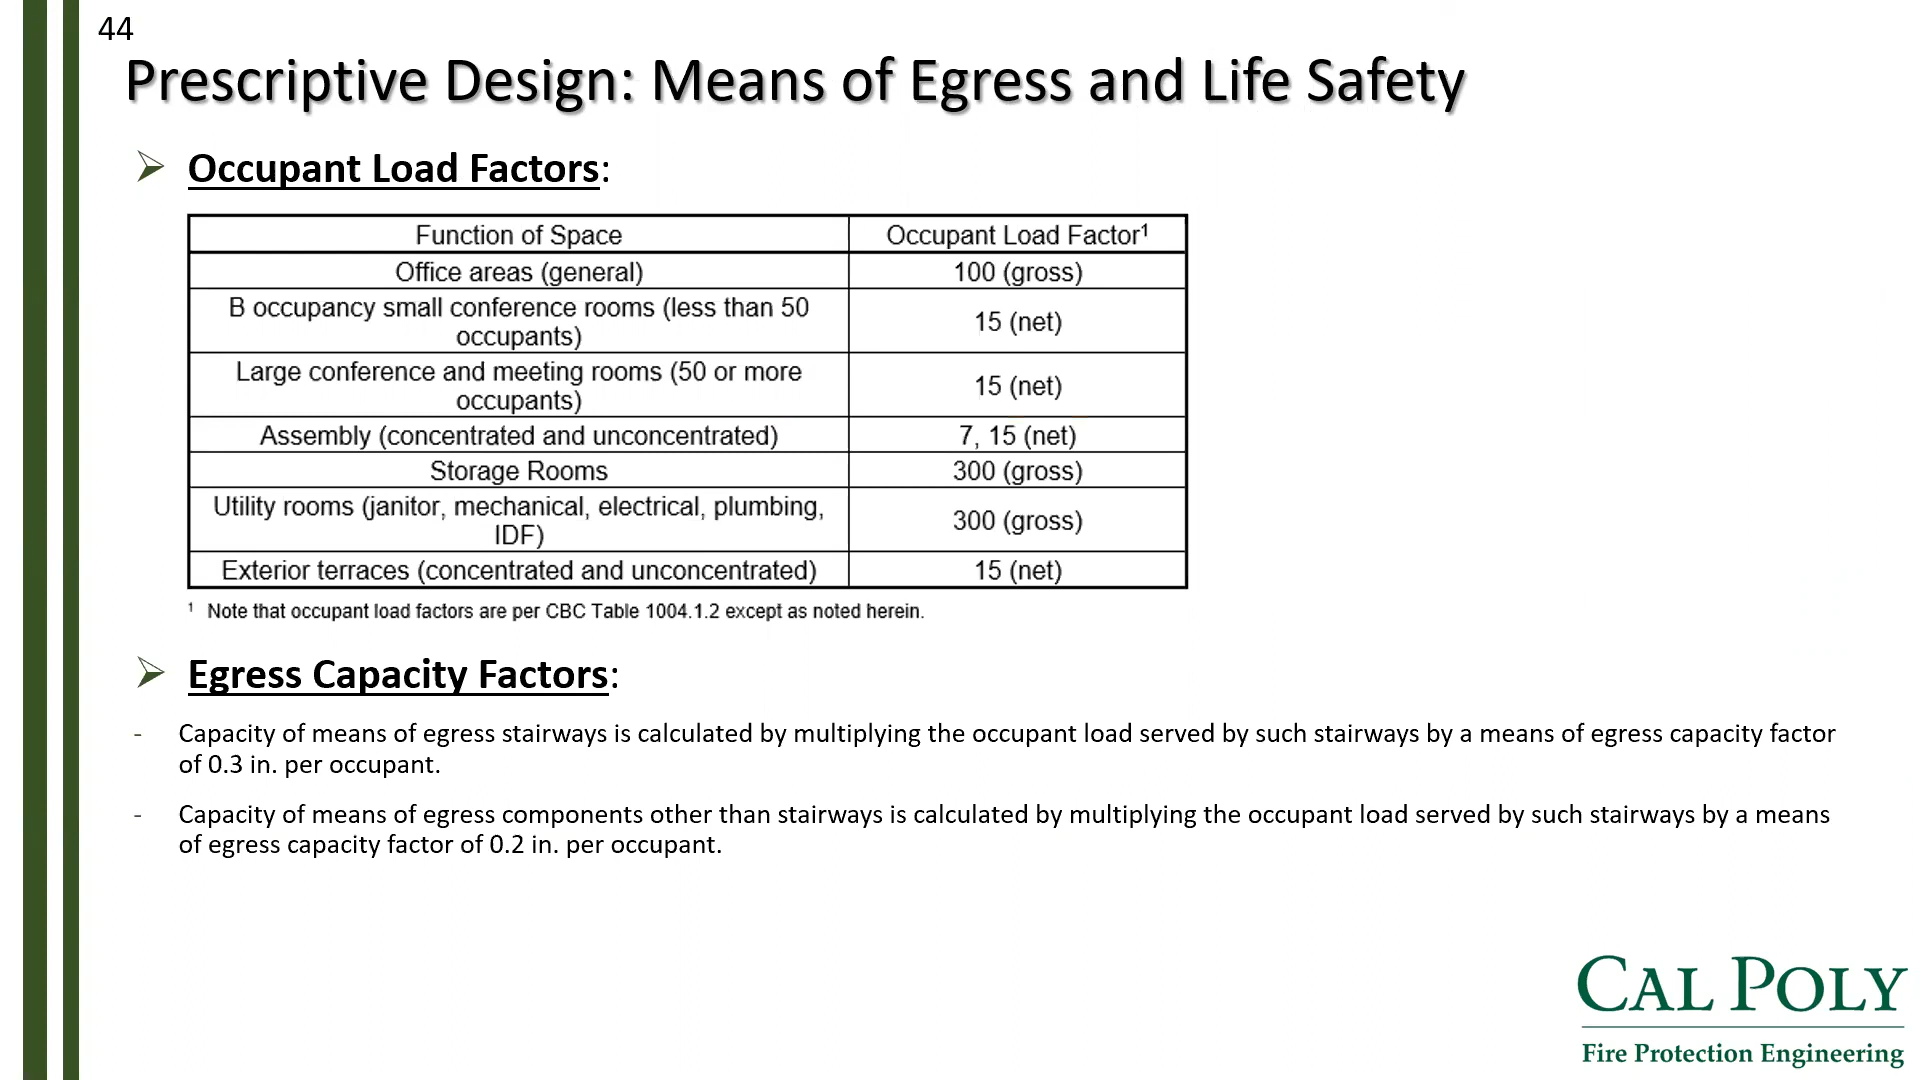 44
Prescriptive Design: Means of Egress and Life Safety
Occupant Load Factors:
Function of Space Occupant Load Factor¹
Office areas (general) 100 (gross)
B occupancy small conference rooms (less than 50
occupants) 15 (net)
Large conference and meeting rooms (50 or more
occupants) 15 (net)
Assembly (concentrated and unconcentrated) 7, 15 (net)
Storage Rooms 300 (gross)
Utility rooms (janitor, mechanical, electrical, plumbing,
IDF) 300 (gross)
Exterior terraces (concentrated and unconcentrated) 15 (net)
¹ Note that occupant load factors are per CBC Table 1004.1.2 except as noted herein.
Egress Capacity Factors:
- Capacity of means of egress stairways is calculated by multiplying the occupant load served by such stairways by a means of egress capacity factor
of 0.3 in. per occupant.
- Capacity of means of egress components other than stairways is calculated by multiplying the occupant load served by such stairways by a means
of egress capacity factor of 0.2 in. per occupant.
CAL POLY
Fire Protection Engineering